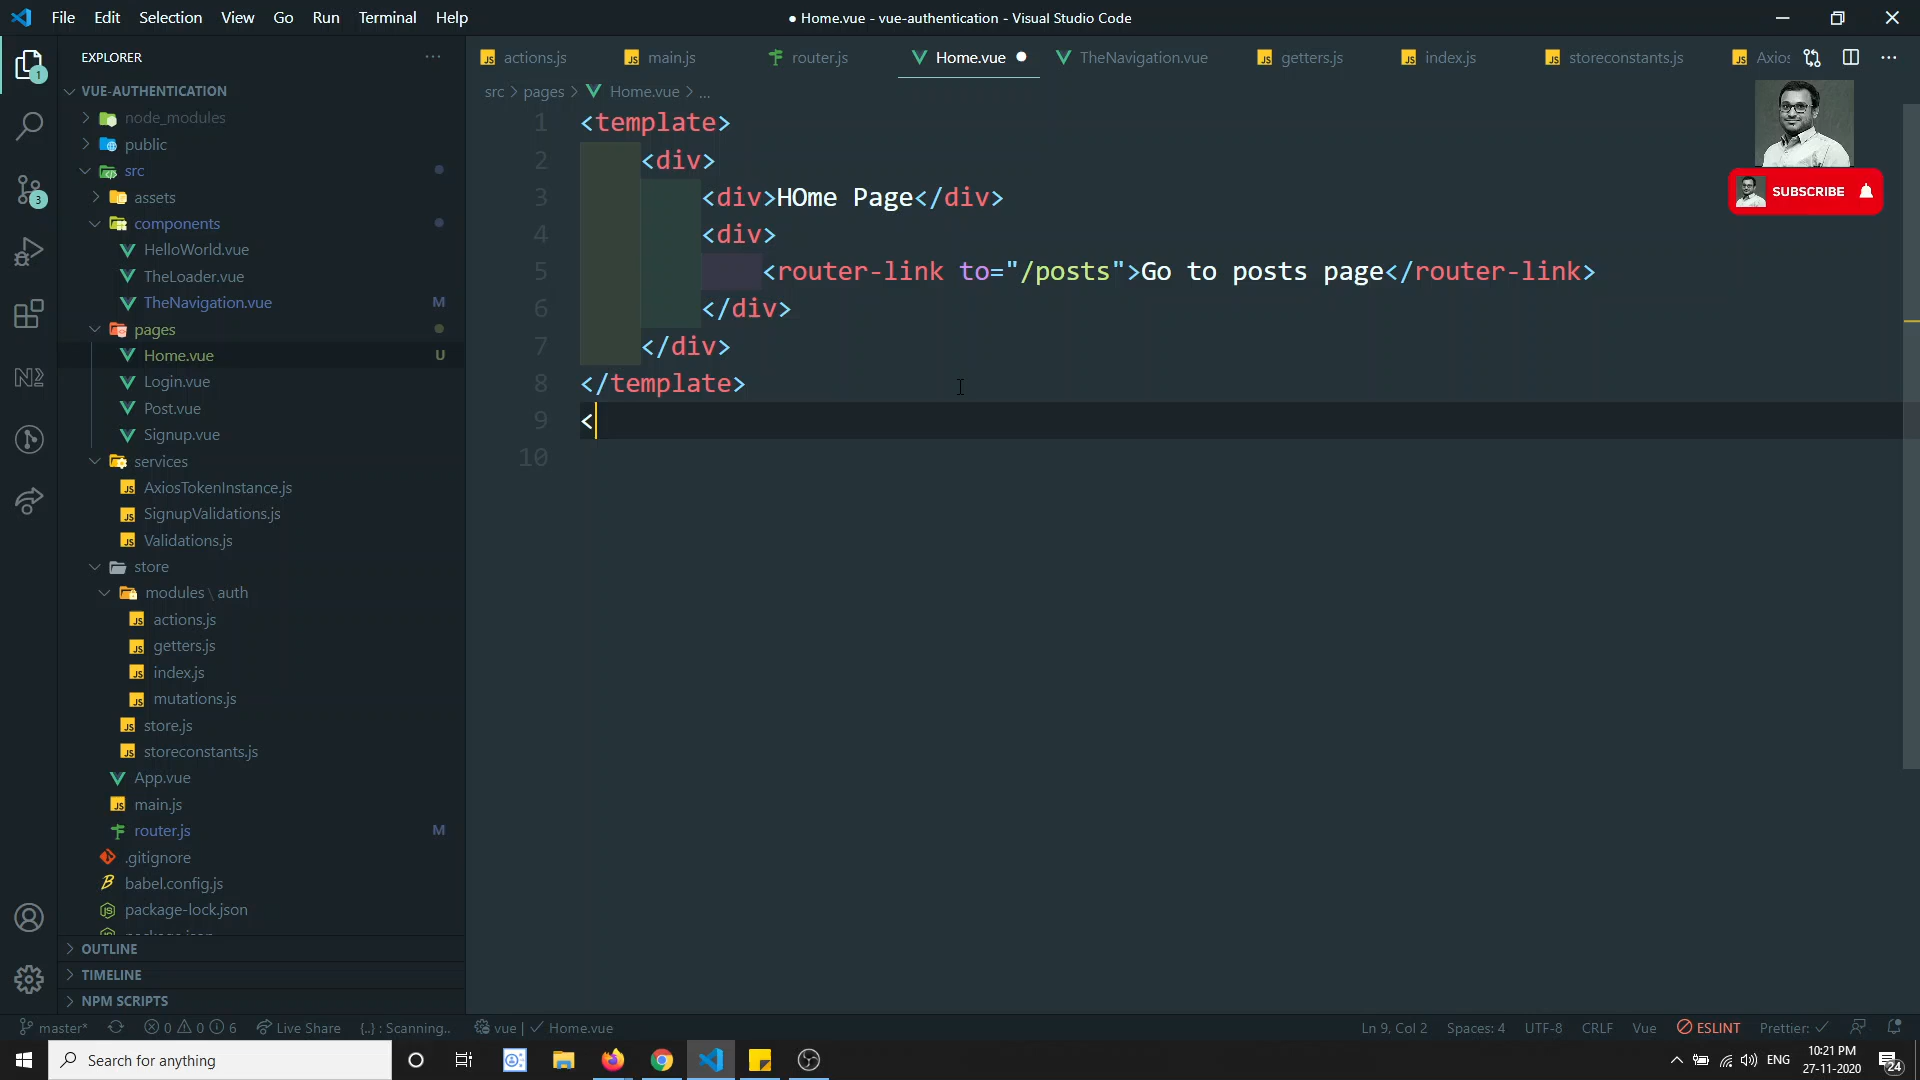 File Edit Selection View Go Run Terminal Help
● Home.vue - vue-authentication - Visual Studio Code
EXPLORER
VUE-AUTHENTICATION
node_modules
public
src
assets
components
HelloWorld.vue
TheLoader.vue
TheNavigation.vue M
pages
Home.vue U
Login.vue
Post.vue
Signup.vue
services
AxiosTokenInstance.js
SignupValidations.js
Validations.js
store
modules \ auth
actions.js
getters.js
index.js
mutations.js
store.js
storeconstants.js
App.vue
main.js
router.js M
.gitignore
babel.config.js
package-lock.json
OUTLINE
TIMELINE
NPM SCRIPTS
1
3
actions.js main.js router.js Home.vue TheNavigation.vue getters.js index.js storeconstants.js Axios
src > pages > Home.vue > ...
SUBSCRIBE
1 <template>
2 <div>
3 <div>HOme Page</div>
4 <div>
5 <router-link to="/posts">Go to posts page</router-link>
6 </div>
7 </div>
8 </template>
9 <
10
master* 0 0 6 Live Share {..} : Scanning.. vue | ✓ Home.vue
Ln 9, Col 2 Spaces: 4 UTF-8 CRLF Vue ESLINT Prettier: ✓
Search for anything
ENG
10:21 PM
27-11-2020
24